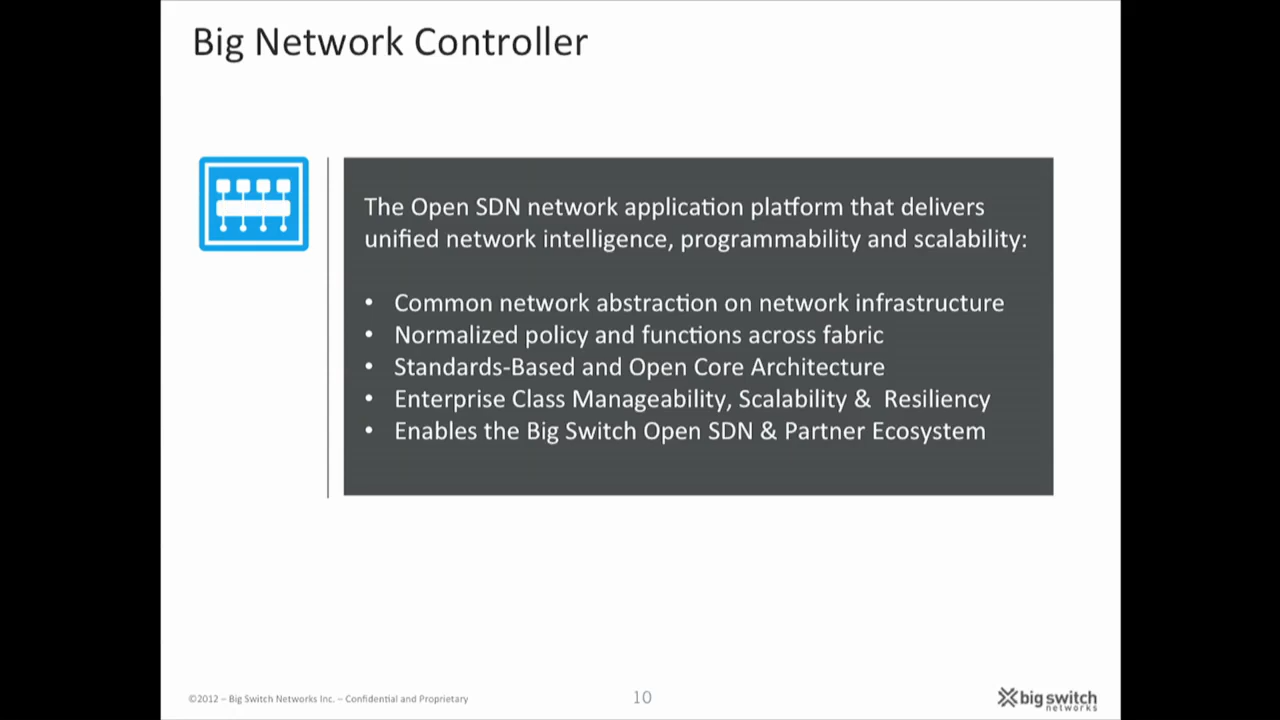 Big Network Controller
The Open SDN network application platform that delivers
unified network intelligence, programmability and scalability:
• Common network abstraction on network infrastructure
• Normalized policy and functions across fabric
• Standards-Based and Open Core Architecture
• Enterprise Class Manageability, Scalability & Resiliency
• Enables the Big Switch Open SDN & Partner Ecosystem
©2012 – Big Switch Networks Inc. – Confidential and Proprietary
10
big switch
networks